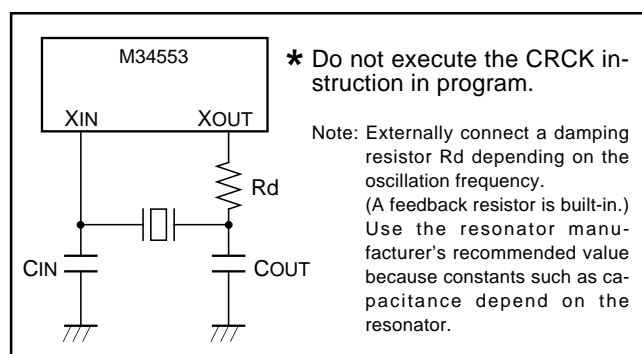 M34553
XIN
XOUT
Rd
CIN
COUT
* Do not execute the CRCK in-
struction in program.
Note: Externally connect a damping
resistor Rd depending on the
oscillation frequency.
(A feedback resistor is built-in.)
Use the resonator manu-
facturer's recommended value
because constants such as ca-
pacitance depend on the
resonator.